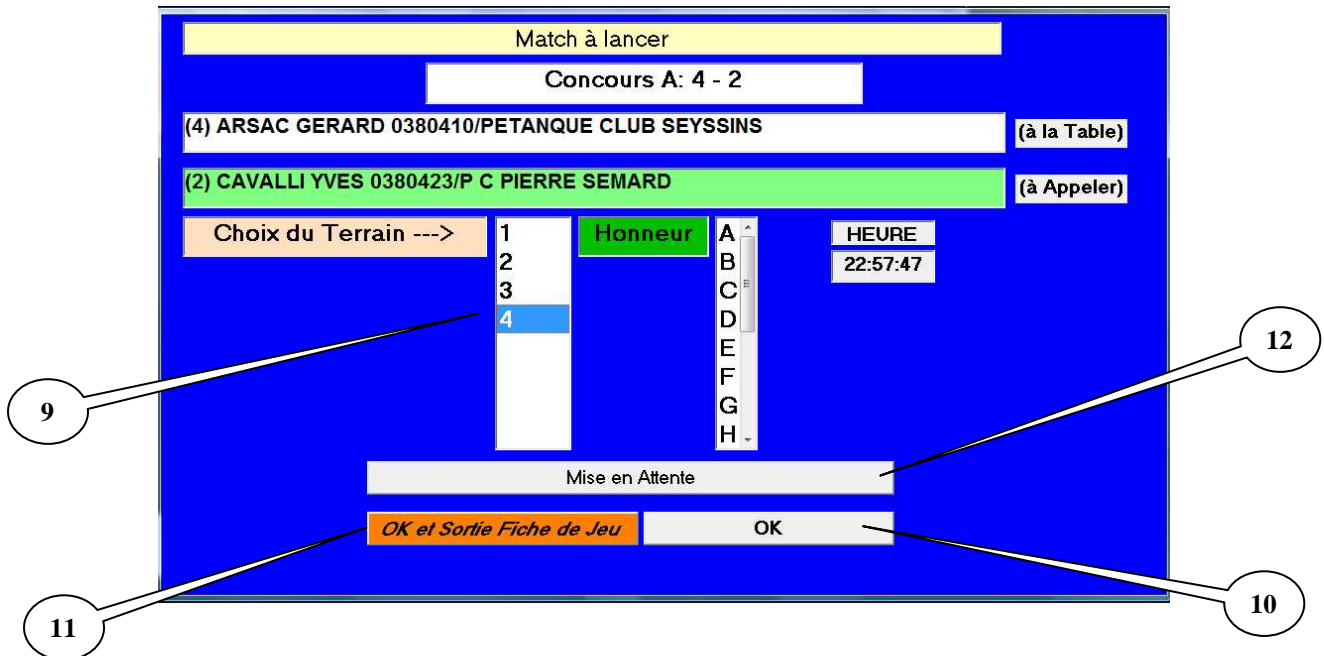 Match à lancer
Concours A: 4 - 2
(4) ARSAC GERARD 0380410/PETANQUE CLUB SEYSSINS
(à la Table)
(2) CAVALLI YVES 0380423/P C PIERRE SEMARD
(à Appeler)
Choix du Terrain --->
1
2
3
4
Honneur
A
B
C
D
E
F
G
H
HEURE
22:57:47
12
9
Mise en Attente
OK et Sortie Fiche de Jeu
OK
10
11